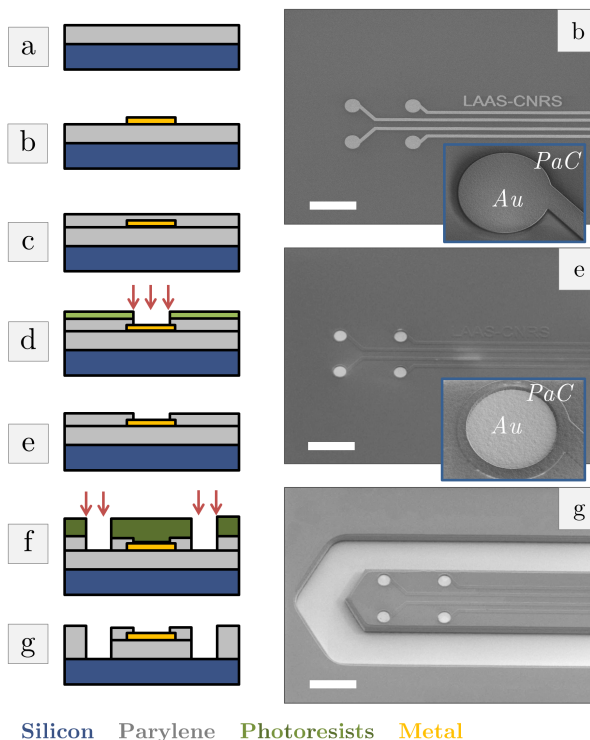 a
b
c
d
e
f
g
b
LAAS-CNRS
PaC
Au
e
LAAS-CNRS
PaC
Au
g
Silicon Parylene Photoresists Metal